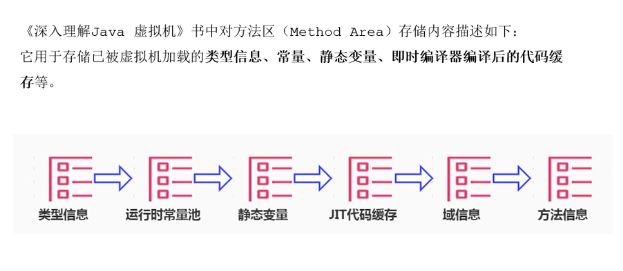 《深入理解Java 虚拟机》书中对方法区（Method Area）存储内容描述如下：
它用于存储已被虚拟机加载的类型信息、常量、静态变量、即时编译器编译后的代码缓
存等。
类型信息 运行时常量池 静态变量 JIT代码缓存 域信息 方法信息